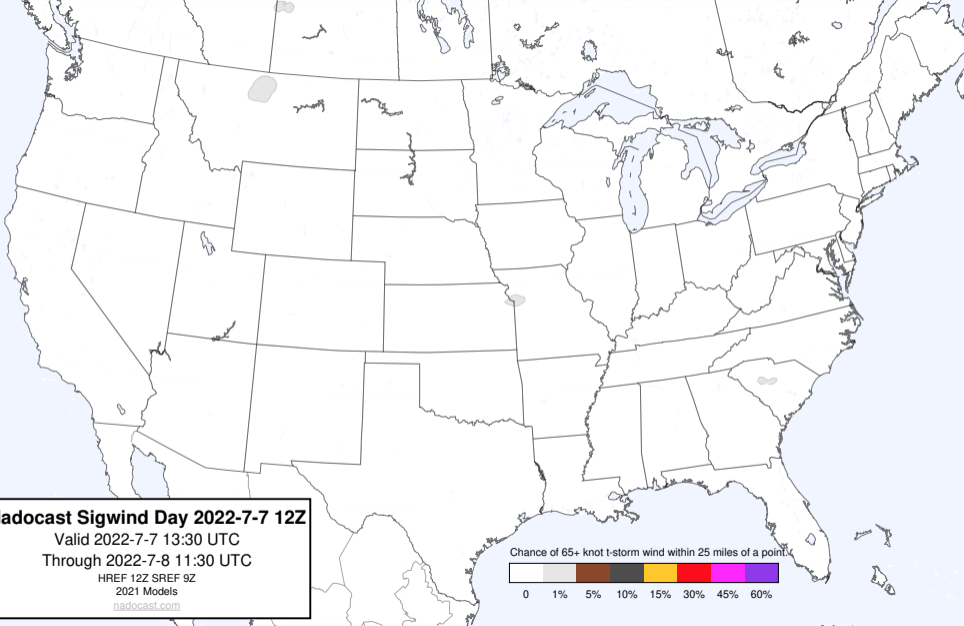 adocast Sigwind Day 2022-7-7 12Z
Valid 2022-7-7 13:30 UTC
Through 2022-7-8 11:30 UTC
HREF 12Z SREF 9Z
2021 Models
nadocast.com
Chance of 65+ knot t-storm wind within 25 miles of a point.
0 1% 5% 10% 15% 30% 45% 60%